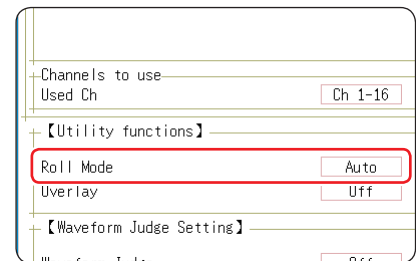 Channels to use
Used Ch Ch 1-16
【Utility functions】
Roll Mode Auto
Overlay Off
【Waveform Judge Setting】